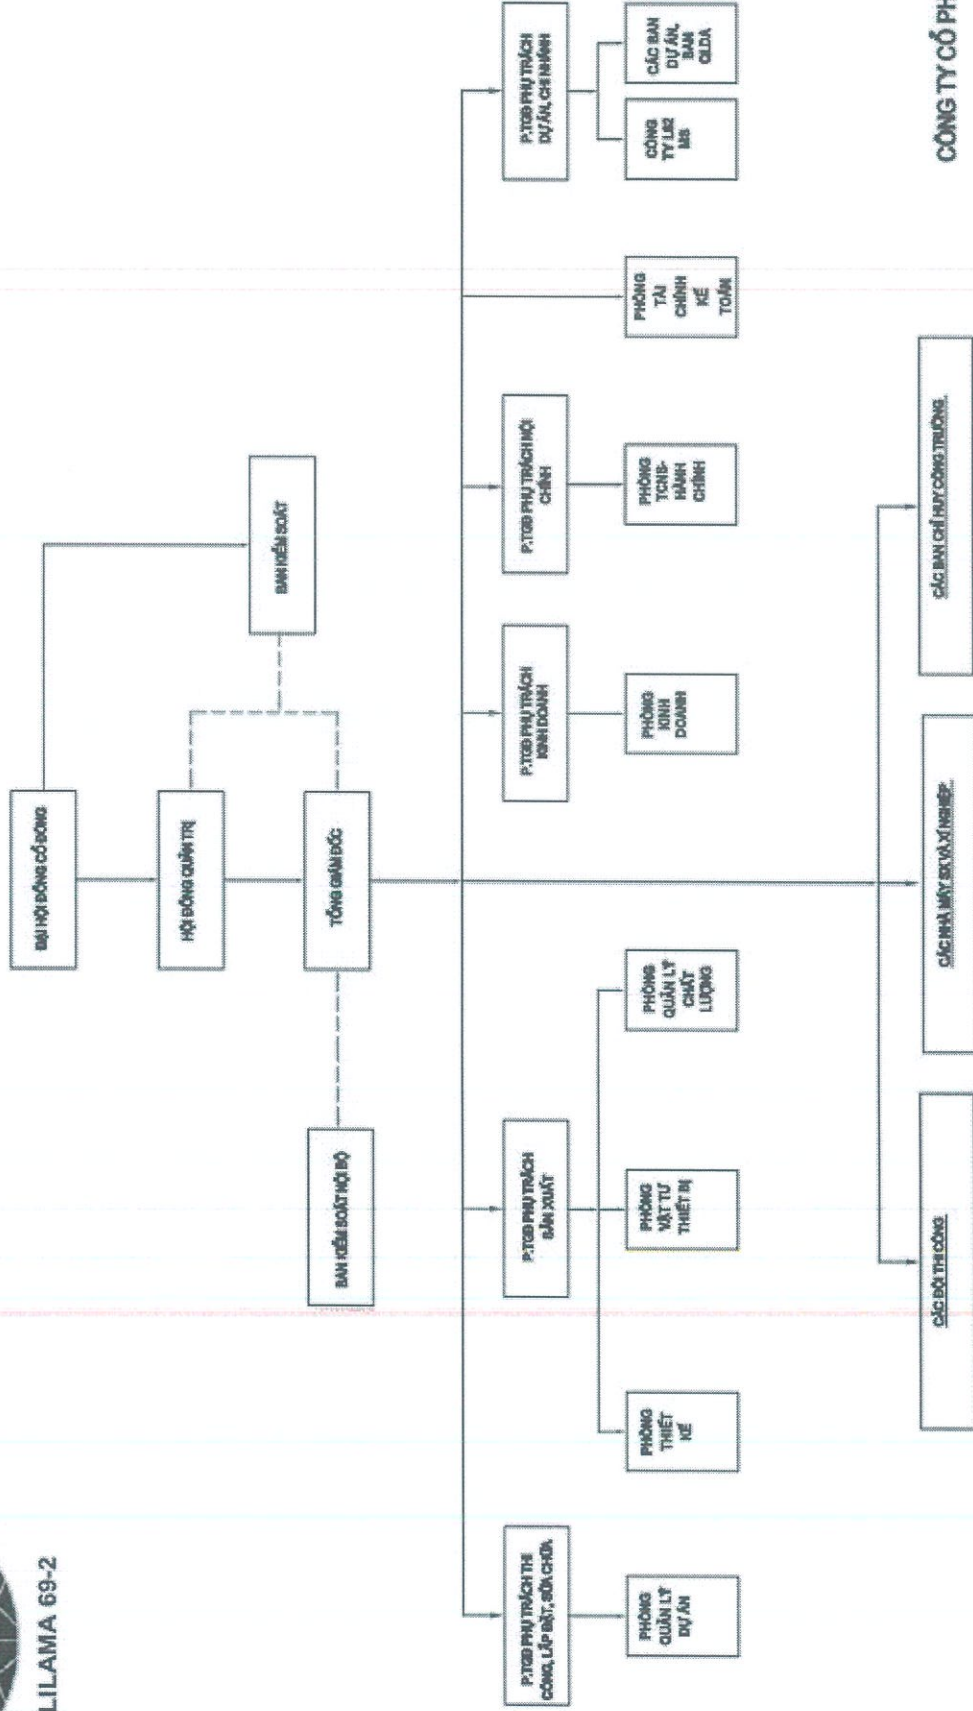 LILAMA 69-2
ĐẠI HỘI ĐỒNG CỔ ĐÔNG
HỘI ĐỒNG QUẢN TRỊ
BAN KIỂM SOÁT
TỔNG GIÁM ĐỐC
BAN KIỂM SOÁT NỘI BỘ
P.TGĐ PHỤ TRÁCH THI
CÔNG, LẮP ĐẶT, SỬA CHỮA
P.TGĐ PHỤ TRÁCH
SẢN XUẤT
P.TGĐ PHỤ TRÁCH
KINH DOANH
P.TGĐ PHỤ TRÁCH NỘI
CHÍNH
P.TGĐ PHỤ TRÁCH
DỰ ÁN, CHI NHÁNH
PHÒNG
QUẢN LÝ
DỰ ÁN
PHÒNG
THIẾT
KẾ
PHÒNG
VẬT TƯ
THIẾT BỊ
PHÒNG
QUẢN LÝ
CHẤT
LƯỢNG
PHÒNG
KINH
DOANH
PHÒNG
TCNS-
HÀNH
CHÍNH
PHÒNG
TÀI
CHÍNH
KẾ
TOÁN
CÔNG
TY L692
MS
CÁC BAN
DỰ ÁN,
BAN
QLDA
CÁC ĐỘI THI CÔNG
CÁC NHÀ MÁY SX VÀ XÍ NGHIỆP
CÁC BAN CHỈ HUY CÔNG TRƯỜNG
CÔNG TY CỔ PH